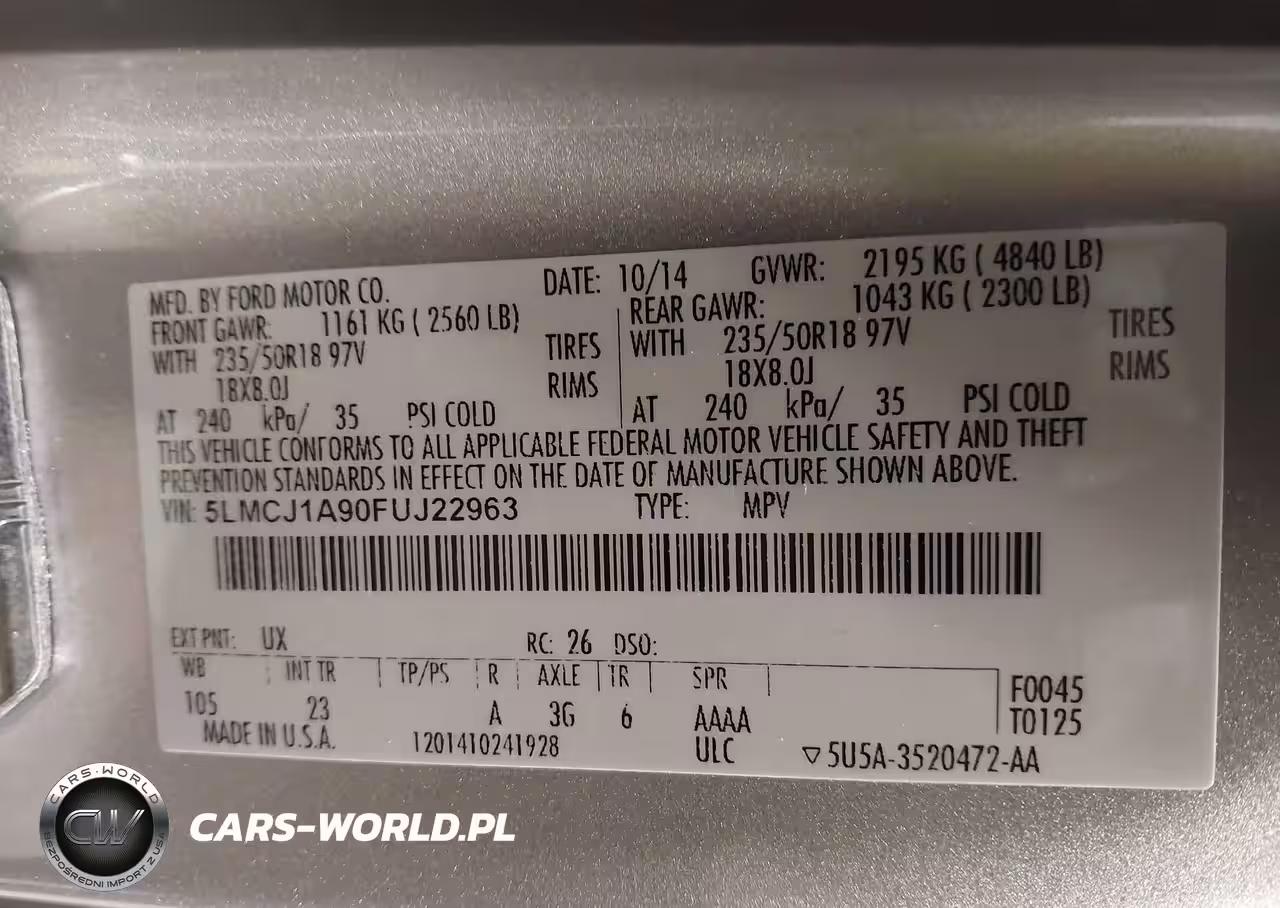 MFD. BY FORD MOTOR CO. DATE: 10/14 GVWR: 2195 KG ( 4840 LB)
FRONT GAWR: 1161 KG ( 2560 LB) REAR GAWR: 1043 KG ( 2300 LB)
WITH 235/50R18 97V TIRES WITH 235/50R18 97V TIRES
18X8.0J RIMS 18X8.0J RIMS
AT 240 kPa/ 35 PSI COLD AT 240 kPa/ 35 PSI COLD
THIS VEHICLE CONFORMS TO ALL APPLICABLE FEDERAL MOTOR VEHICLE SAFETY AND THEFT
PREVENTION STANDARDS IN EFFECT ON THE DATE OF MANUFACTURE SHOWN ABOVE.
VIN: 5LMCJ1A90FUJ22963 TYPE: MPV
EXT PNT: UX RC: 26 DSO:
WB INT TR TP/PS R AXLE TR SPR
F0045
105 23 A 3G 6 AAAA T0125
MADE IN U.S.A. 1201410241928 ULC ▽5U5A-3520472-AA
CARS-WORLD
CW
BEZPOŚREDNI IMPORT Z USA
CARS-WORLD.PL